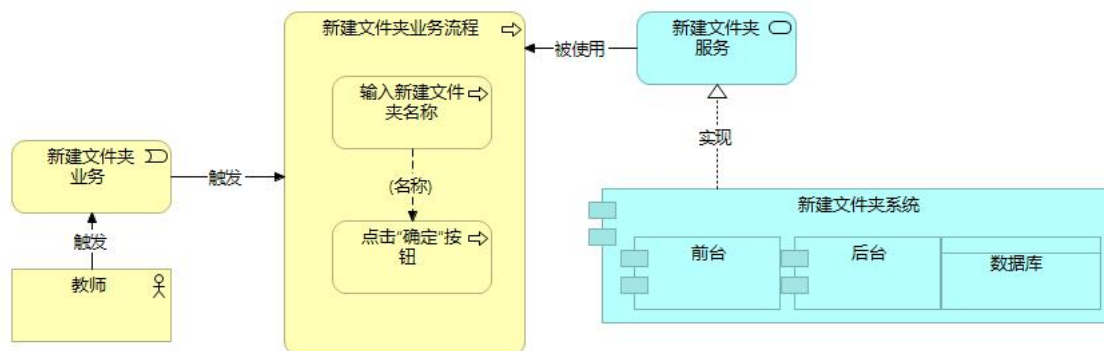 新建文件夹业务流程
新建文件夹
服务
被使用
输入新建文件
夹名称
实现
新建文件夹
业务
触发
(名称)
新建文件夹系统
触发
点击“确定”按
钮
前台
后台
数据库
教师